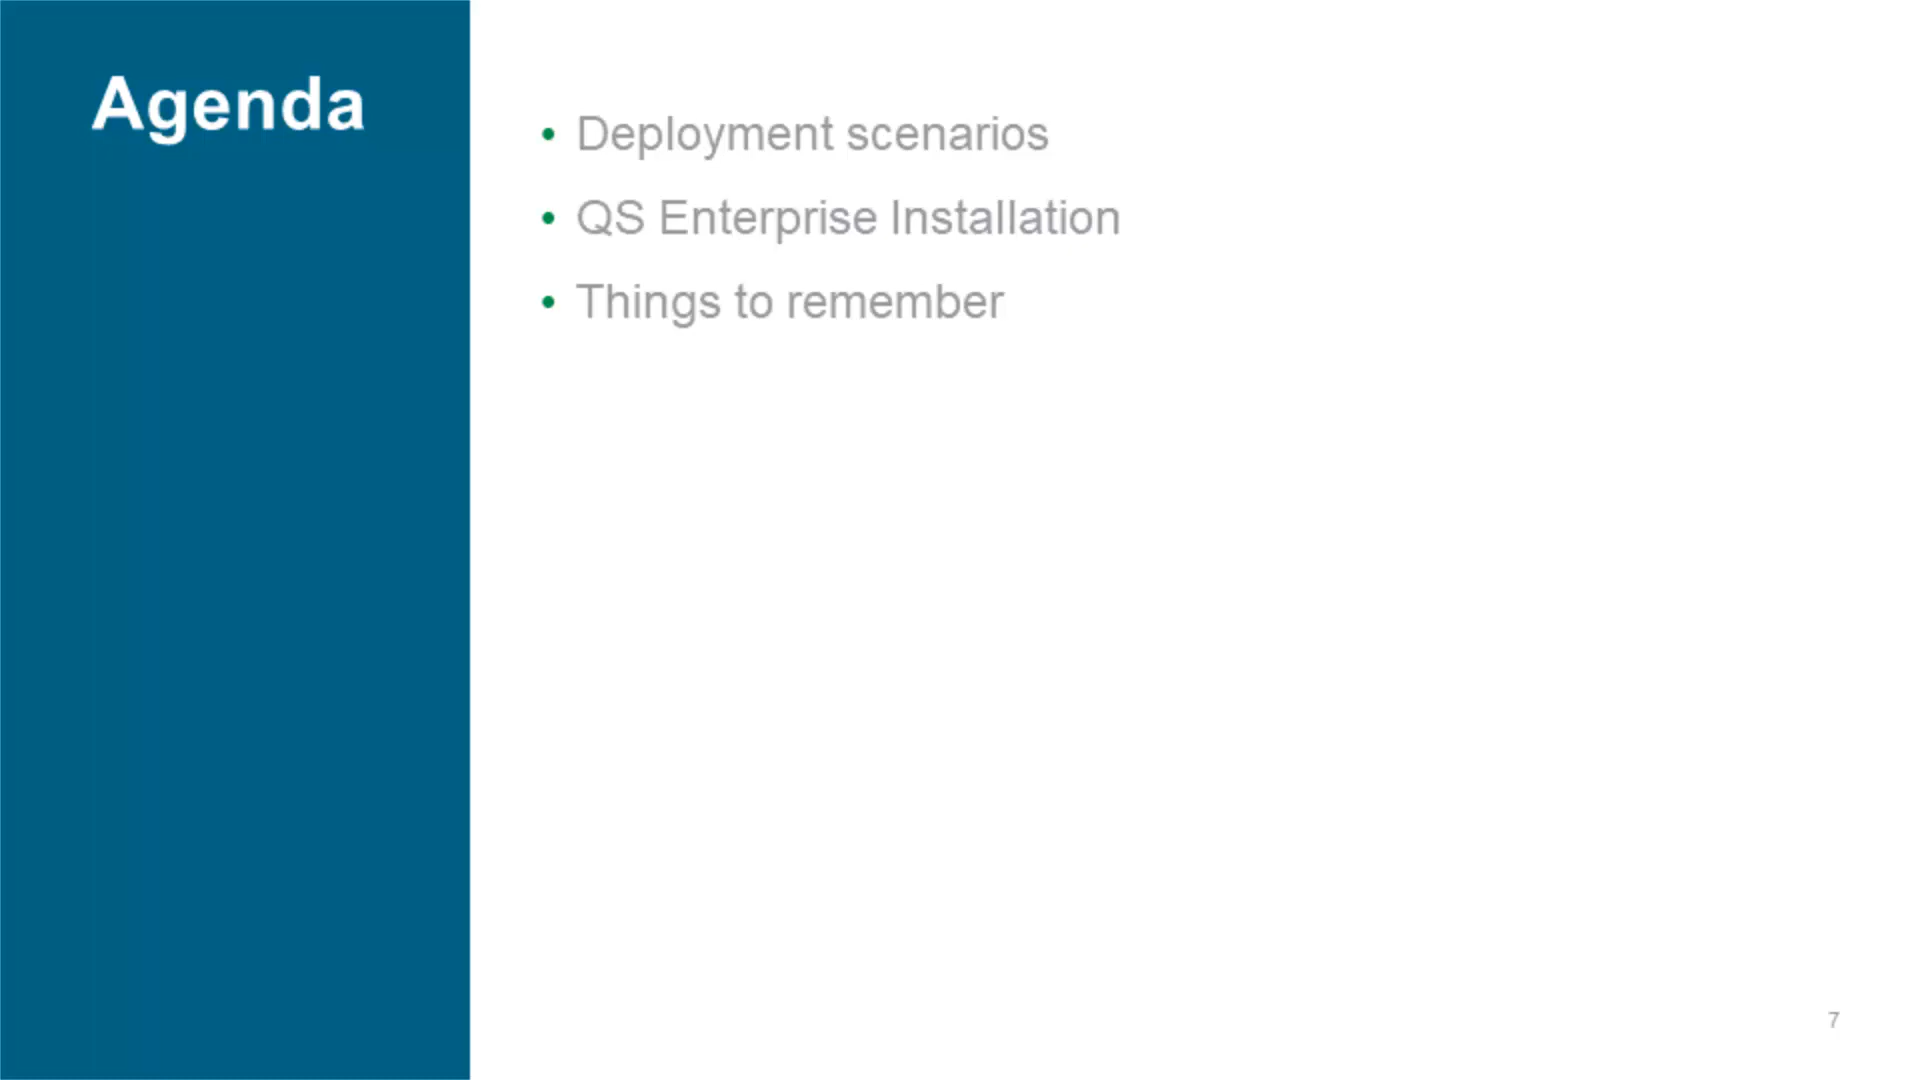 Agenda
• Deployment scenarios
• QS Enterprise Installation
• Things to remember
7